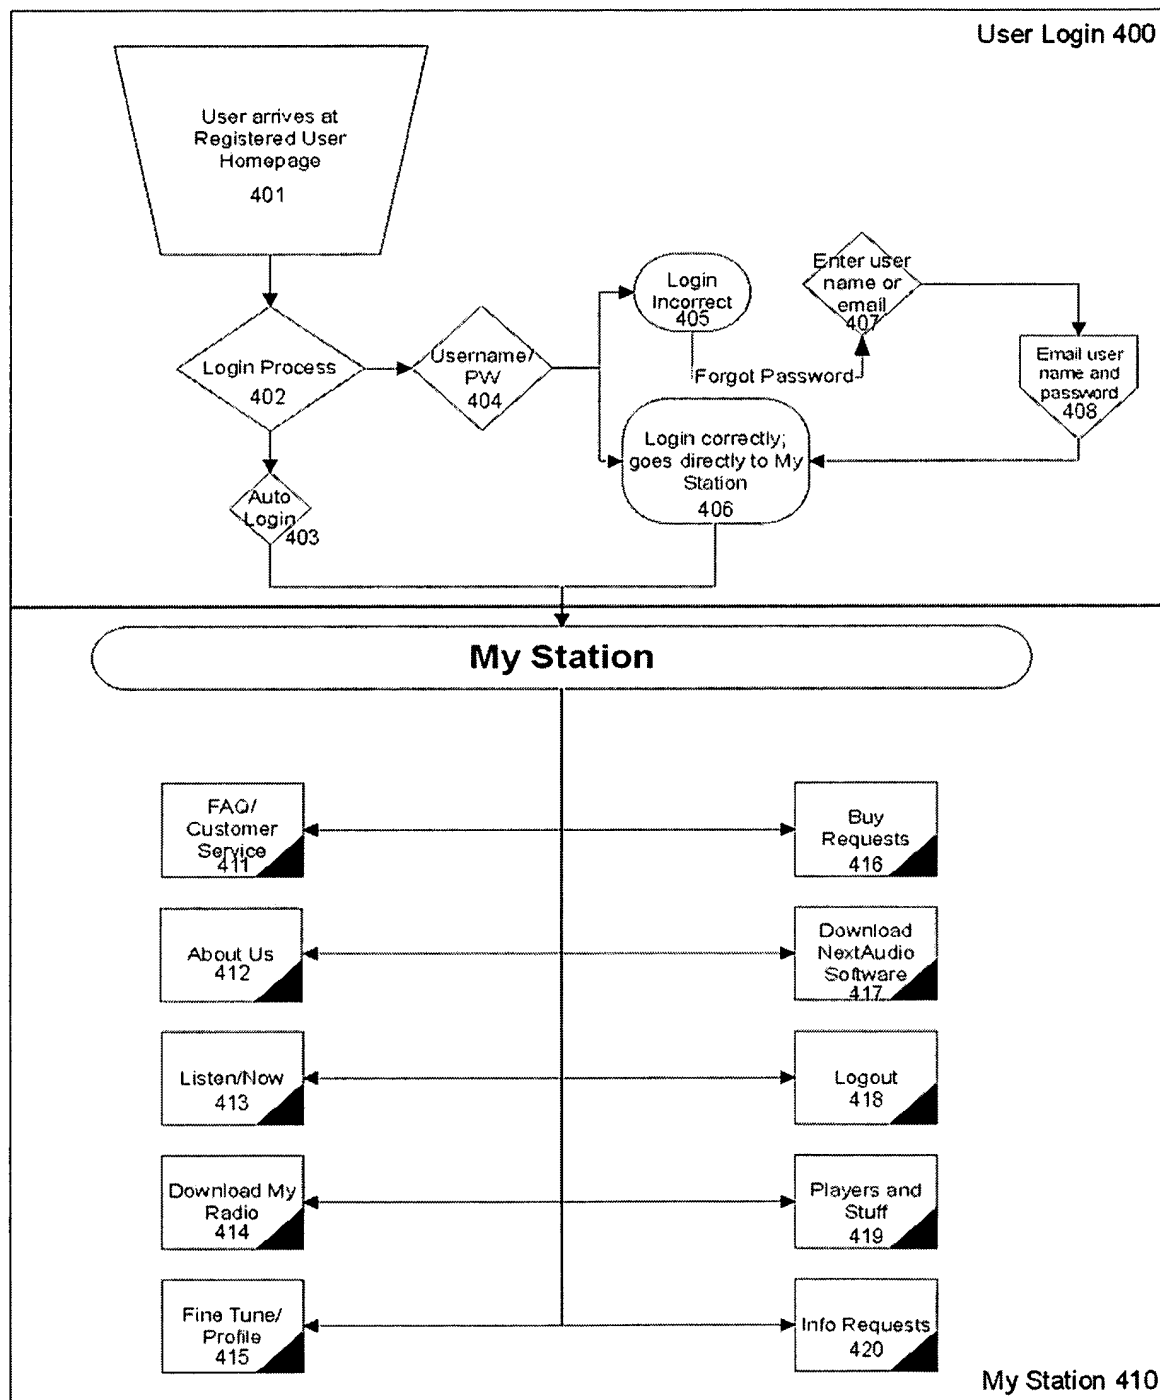 User Login 400
User arrives at
Registered User
Homepage
401
Login Process
402
Auto
Login
403
Username/
PW
404
Login
Incorrect
405
Forgot Password
Enter user
name or
email
407
Email user
name and
password
408
Login correctly;
goes directly to My
Station
406
My Station
FAQ/
Customer
Service
411
Buy
Requests
416
About Us
412
Download
NextAudio
Software
417
Listen/Now
413
Logout
418
Download My
Radio
414
Players and
Stuff
419
Fine Tune/
Profile
415
Info Requests
420
My Station 410